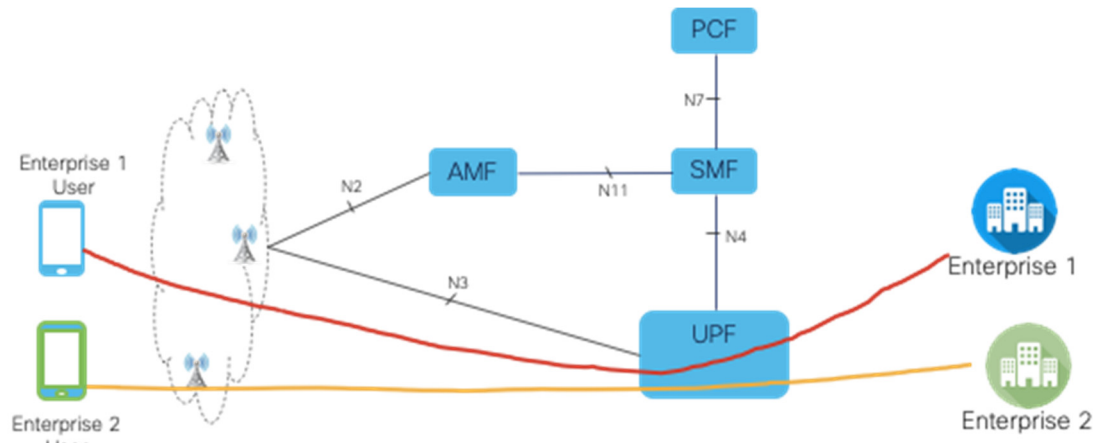 PCF
N7
Enterprise 1
User
AMF
SMF
N2
N11
N4
Enterprise 1
N3
UPF
Enterprise 2
Enterprise 2